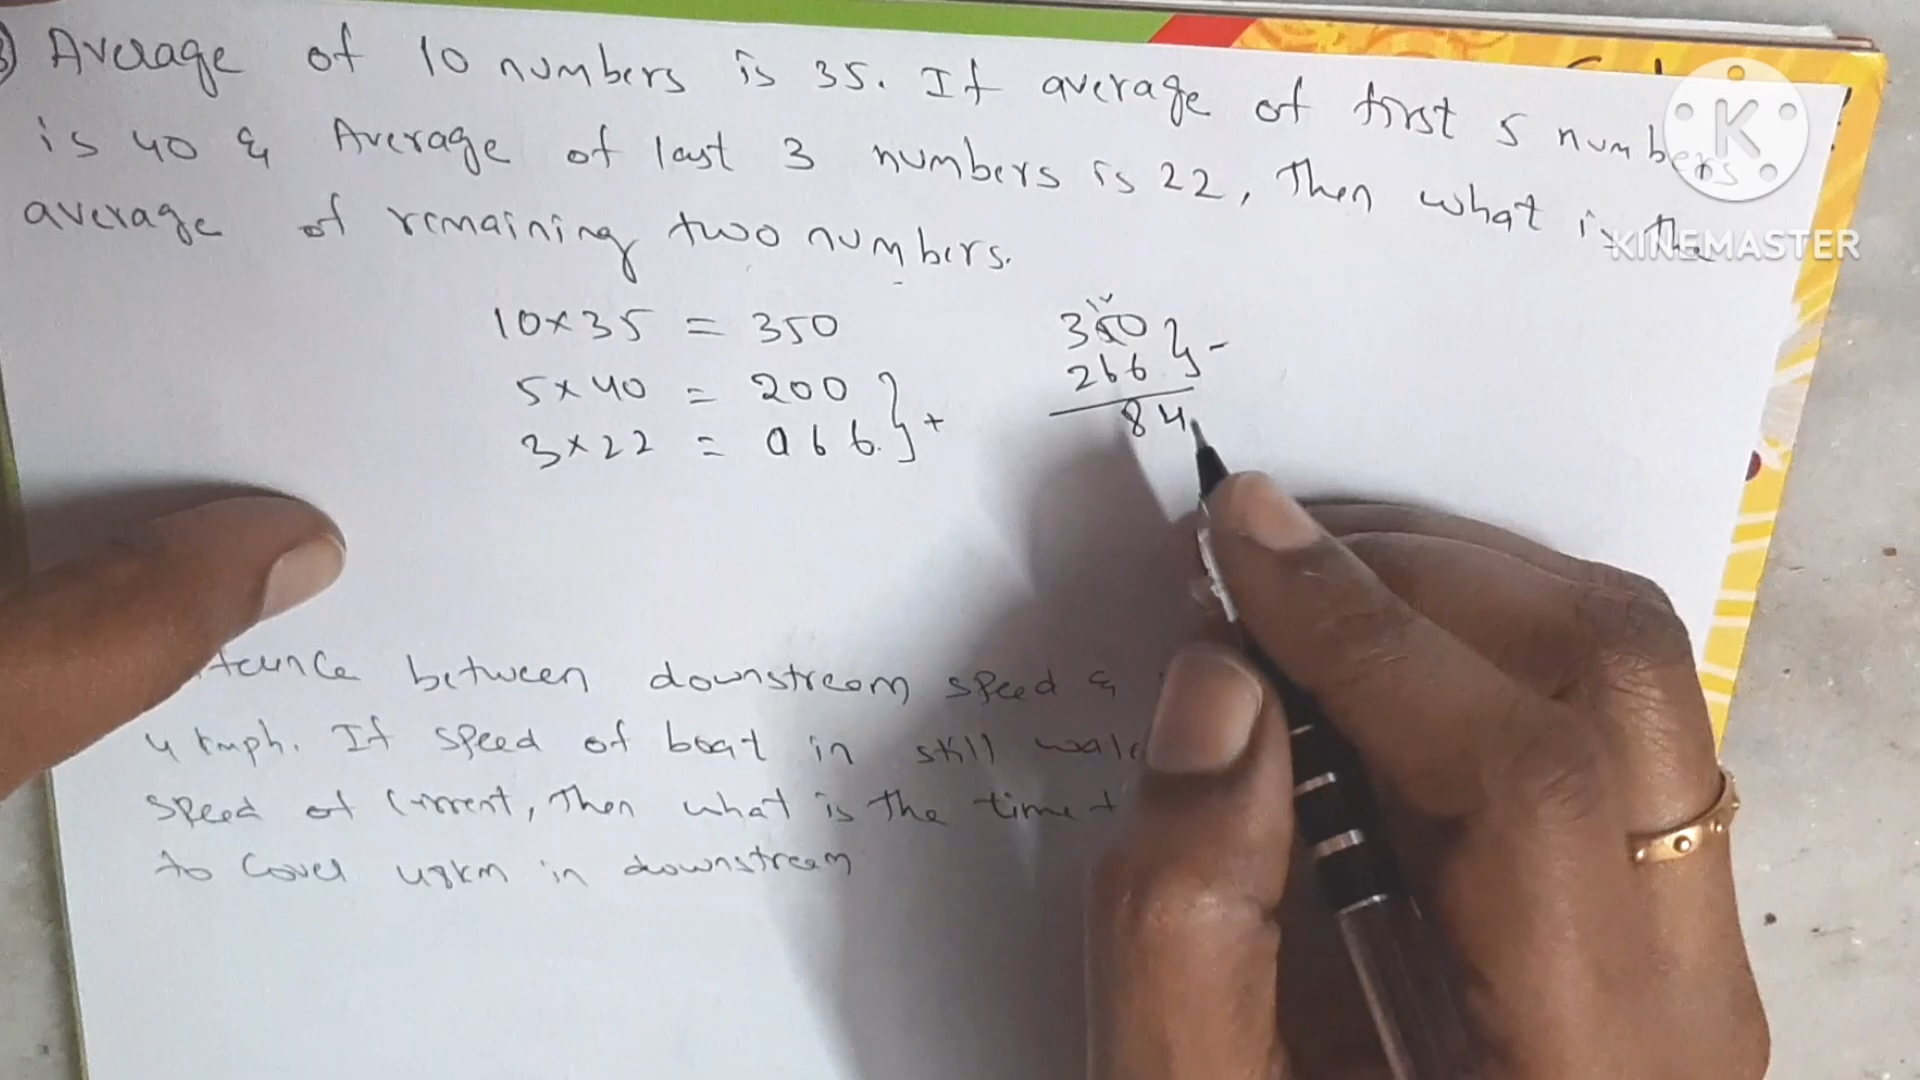 Average of 10 numbers is 35. If average of first 5 numbers
is 40 & Average of last 3 numbers is 22, Then what is the
average of remaining two numbers.
KINEMASTER
10×35 = 350
5×40 = 200
3×22 = 066. } +
350 } -
266
84
between downstream speed &
4 kmph. If speed of boat in still
speed of current, Then what is the time
to cover 48km in downstream